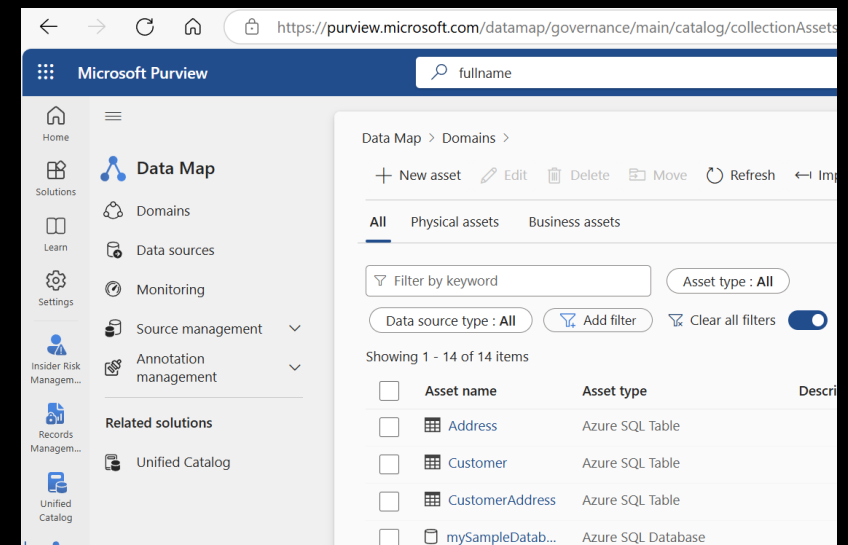 https://purview.microsoft.com/datamap/governance/main/catalog/collectionAssets
Microsoft Purview
fullname
Home
Solutions
Learn
Settings
Insider Risk
Managem...
Records
Managem...
Unified
Catalog
Data Map
Domains
Data sources
Monitoring
Source management
Annotation
management
Related solutions
Unified Catalog
Data Map > Domains >
New asset Edit Delete Move Refresh Imp
All Physical assets Business assets
Filter by keyword Asset type : All
Data source type : All Add filter Clear all filters
Showing 1 - 14 of 14 items
Asset name Asset type Descri
Address Azure SQL Table
Customer Azure SQL Table
CustomerAddress Azure SQL Table
mySampleDatab... Azure SQL Database